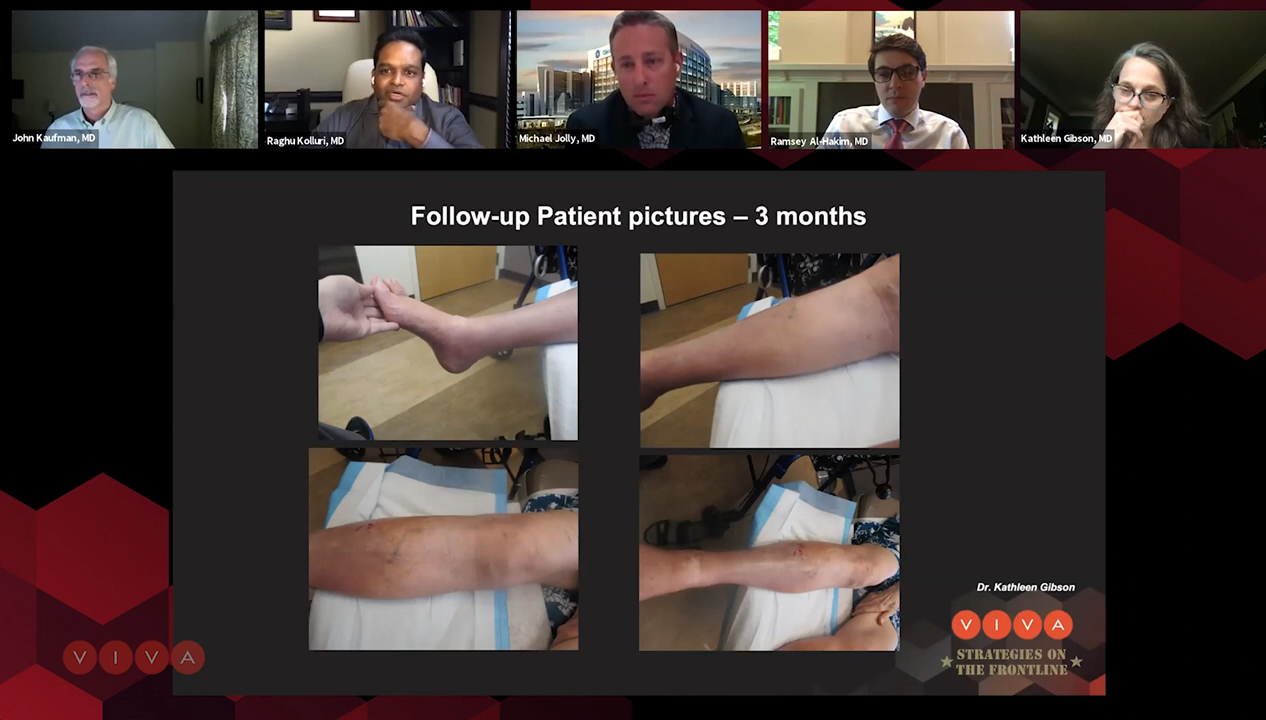 John Kaufman, MD
Raghu Kolluri, MD
Michael Jolly, MD
Ramsey Al-Hakim, MD
Kathleen Gibson, MD
Follow-up Patient pictures – 3 months
Dr. Kathleen Gibson
VIVA
STRATEGIES ON
THE FRONTLINE
VIVA